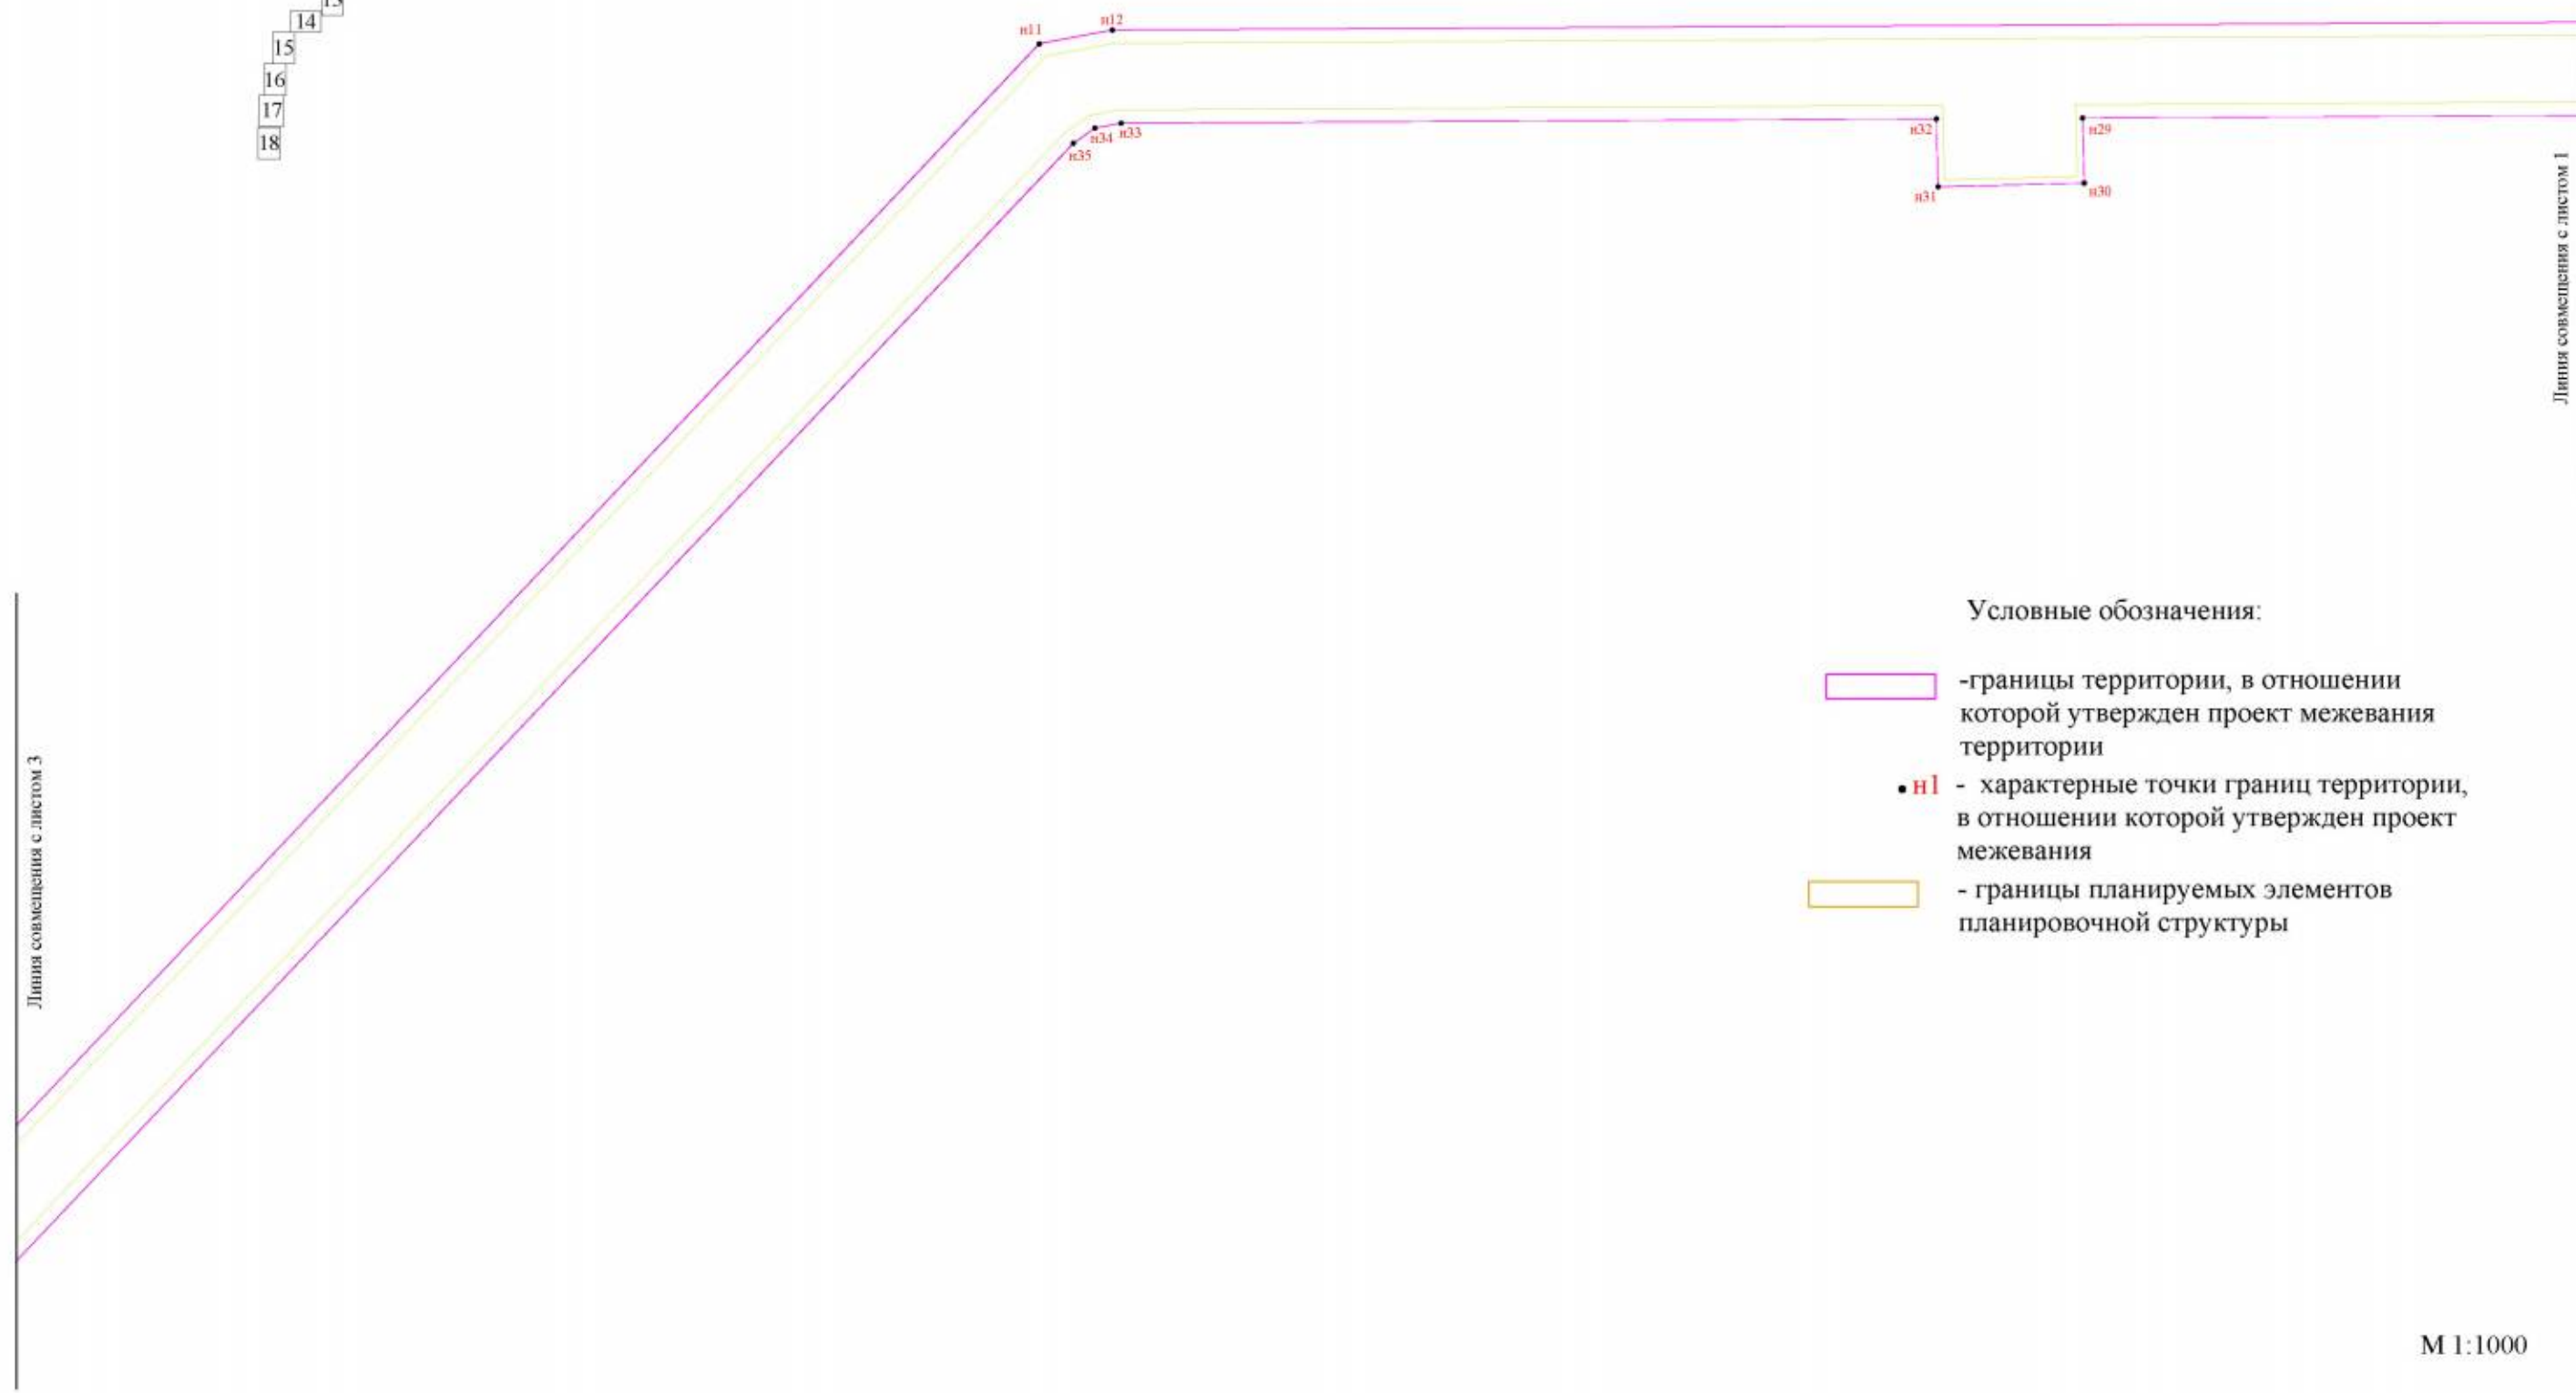 14
15
16
17
18
н11
н12
н35
н34
н33
н32
н31
н29
н30
Линия совмещения с листом 1
Линия совмещения с листом 3
Условные обозначения:
-границы территории, в отношении
которой утвержден проект межевания
территории
н1 - характерные точки границ территории,
в отношении которой утвержден проект
межевания
- границы планируемых элементов
планировочной структуры
М 1:1000